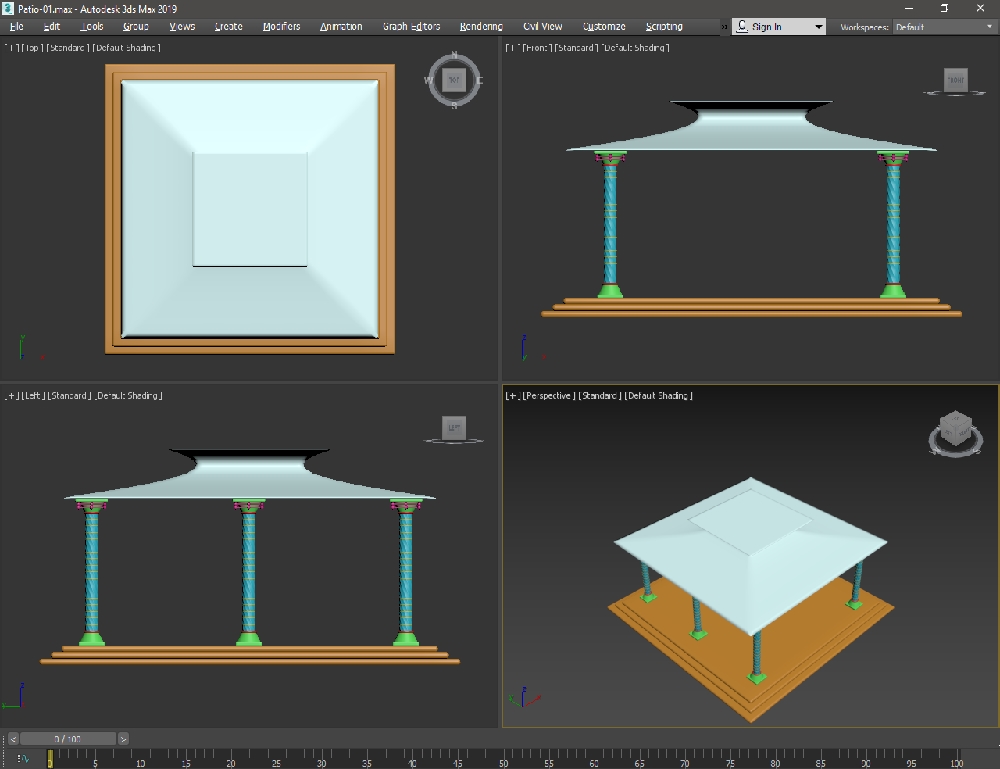 Patio-01.max - Autodesk 3ds Max 2019
File Edit Tools Group Views Create Modifiers Animation Graph Editors Rendering Civil View Customize Scripting » Sign In Workspaces: Default
[+] [Top] [Standard] [Default Shading]
N
W TOP E
S
[+] [Front] [Standard] [Default Shading]
FRONT
[+] [Left] [Standard] [Default Shading]
LEFT
[+] [Perspective] [Standard] [Default Shading]
< 0 / 100 >
0 5 10 15 20 25 30 35 40 45 50 55 60 65 70 75 80 85 90 95 100